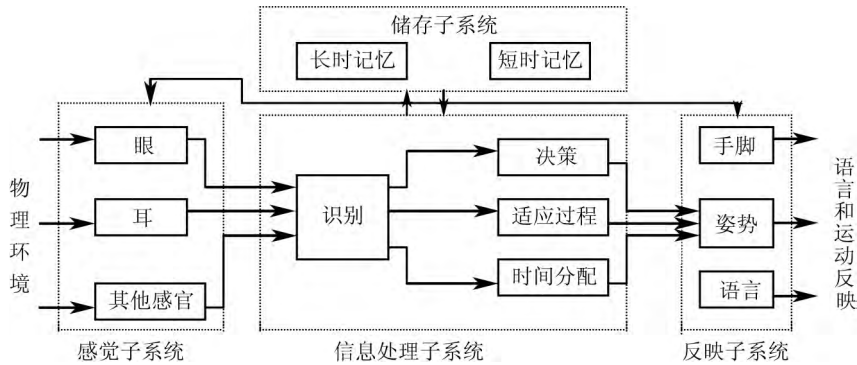 储存子系统
长时记忆
短时记忆
物理环境
眼
耳
其他感官
感觉子系统
识别
决策
适应过程
时间分配
信息处理子系统
手脚
姿势
语言
反映子系统
语言和运动反映